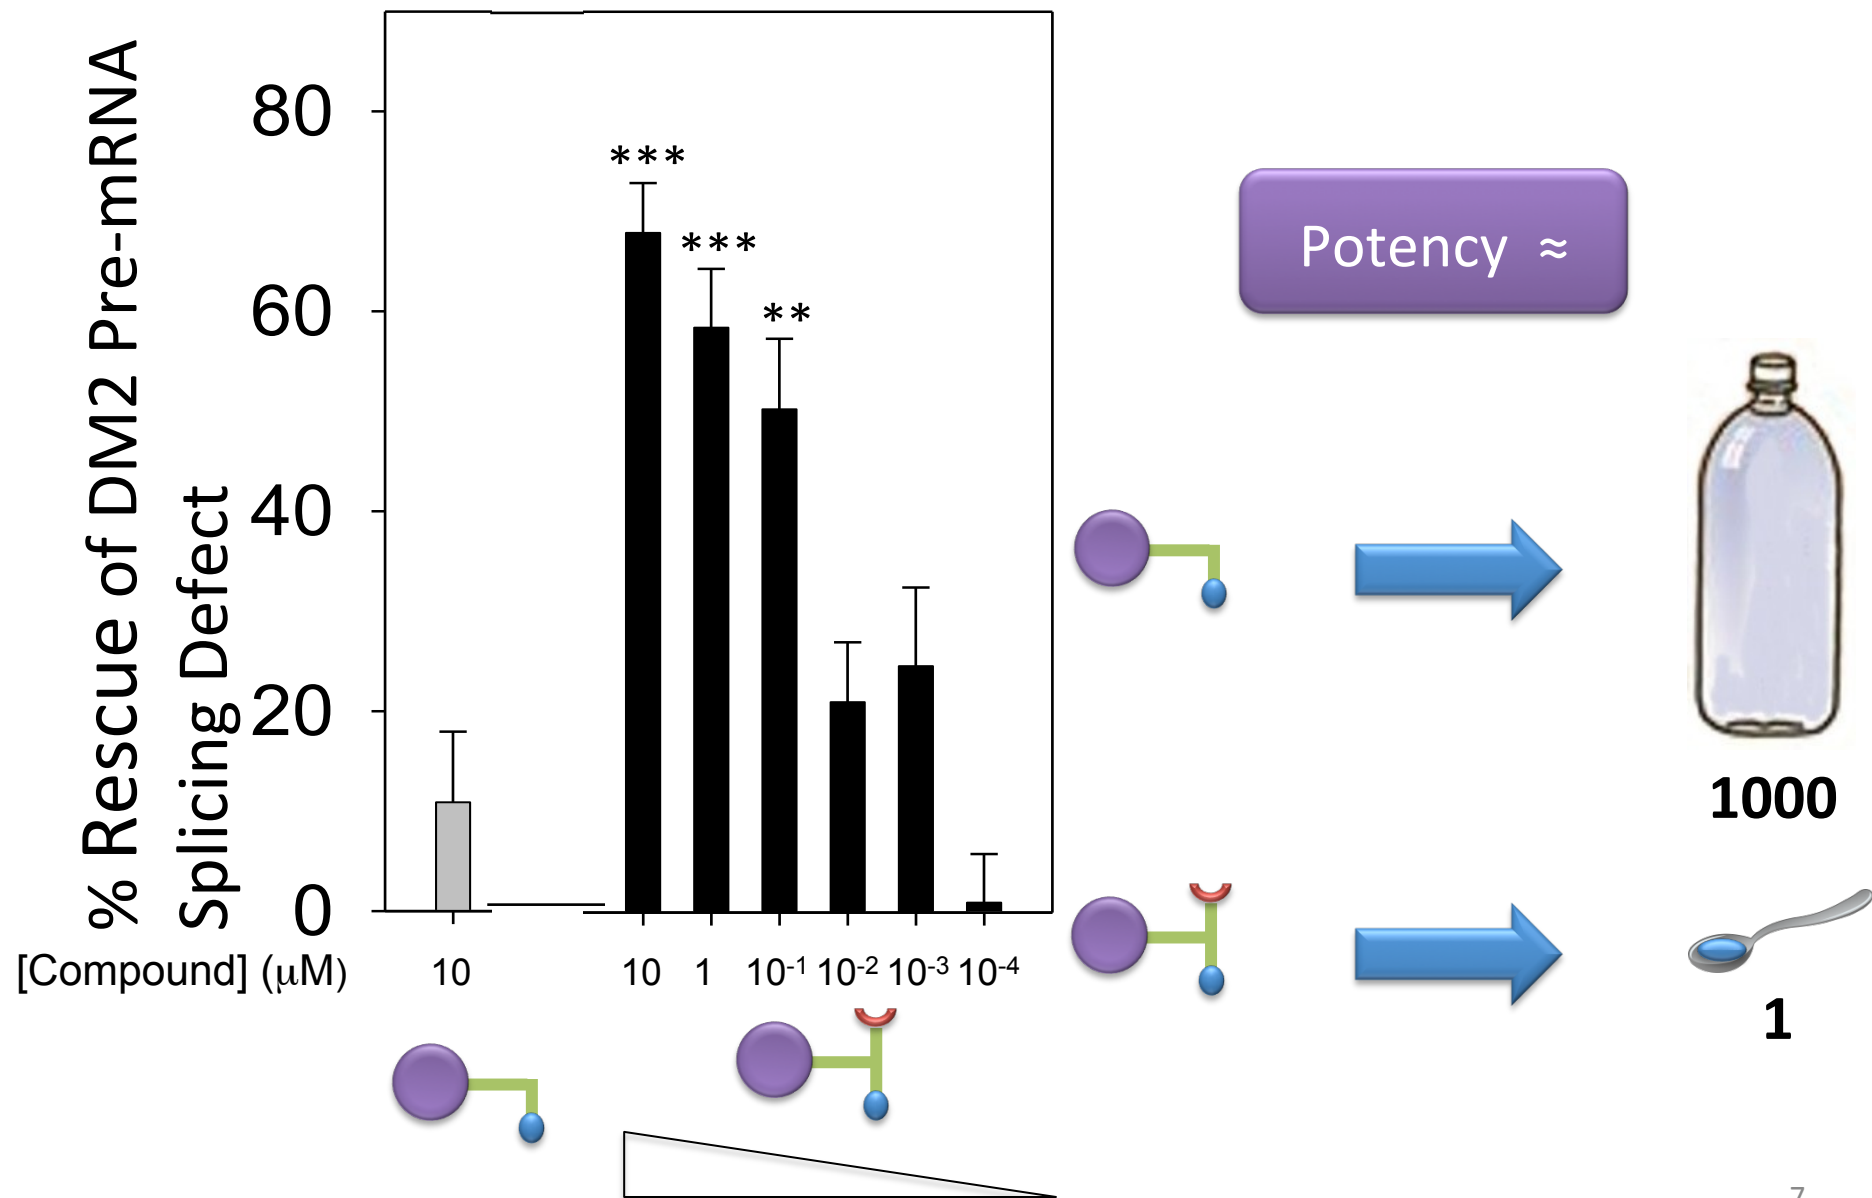 % Rescue of DM2 Pre-mRNA
Splicing Defect
80
60
40
20
0
***
***
**
[Compound] (μM)
10
10 1 10⁻¹ 10⁻² 10⁻³ 10⁻⁴
Potency ≈
1000
1
7